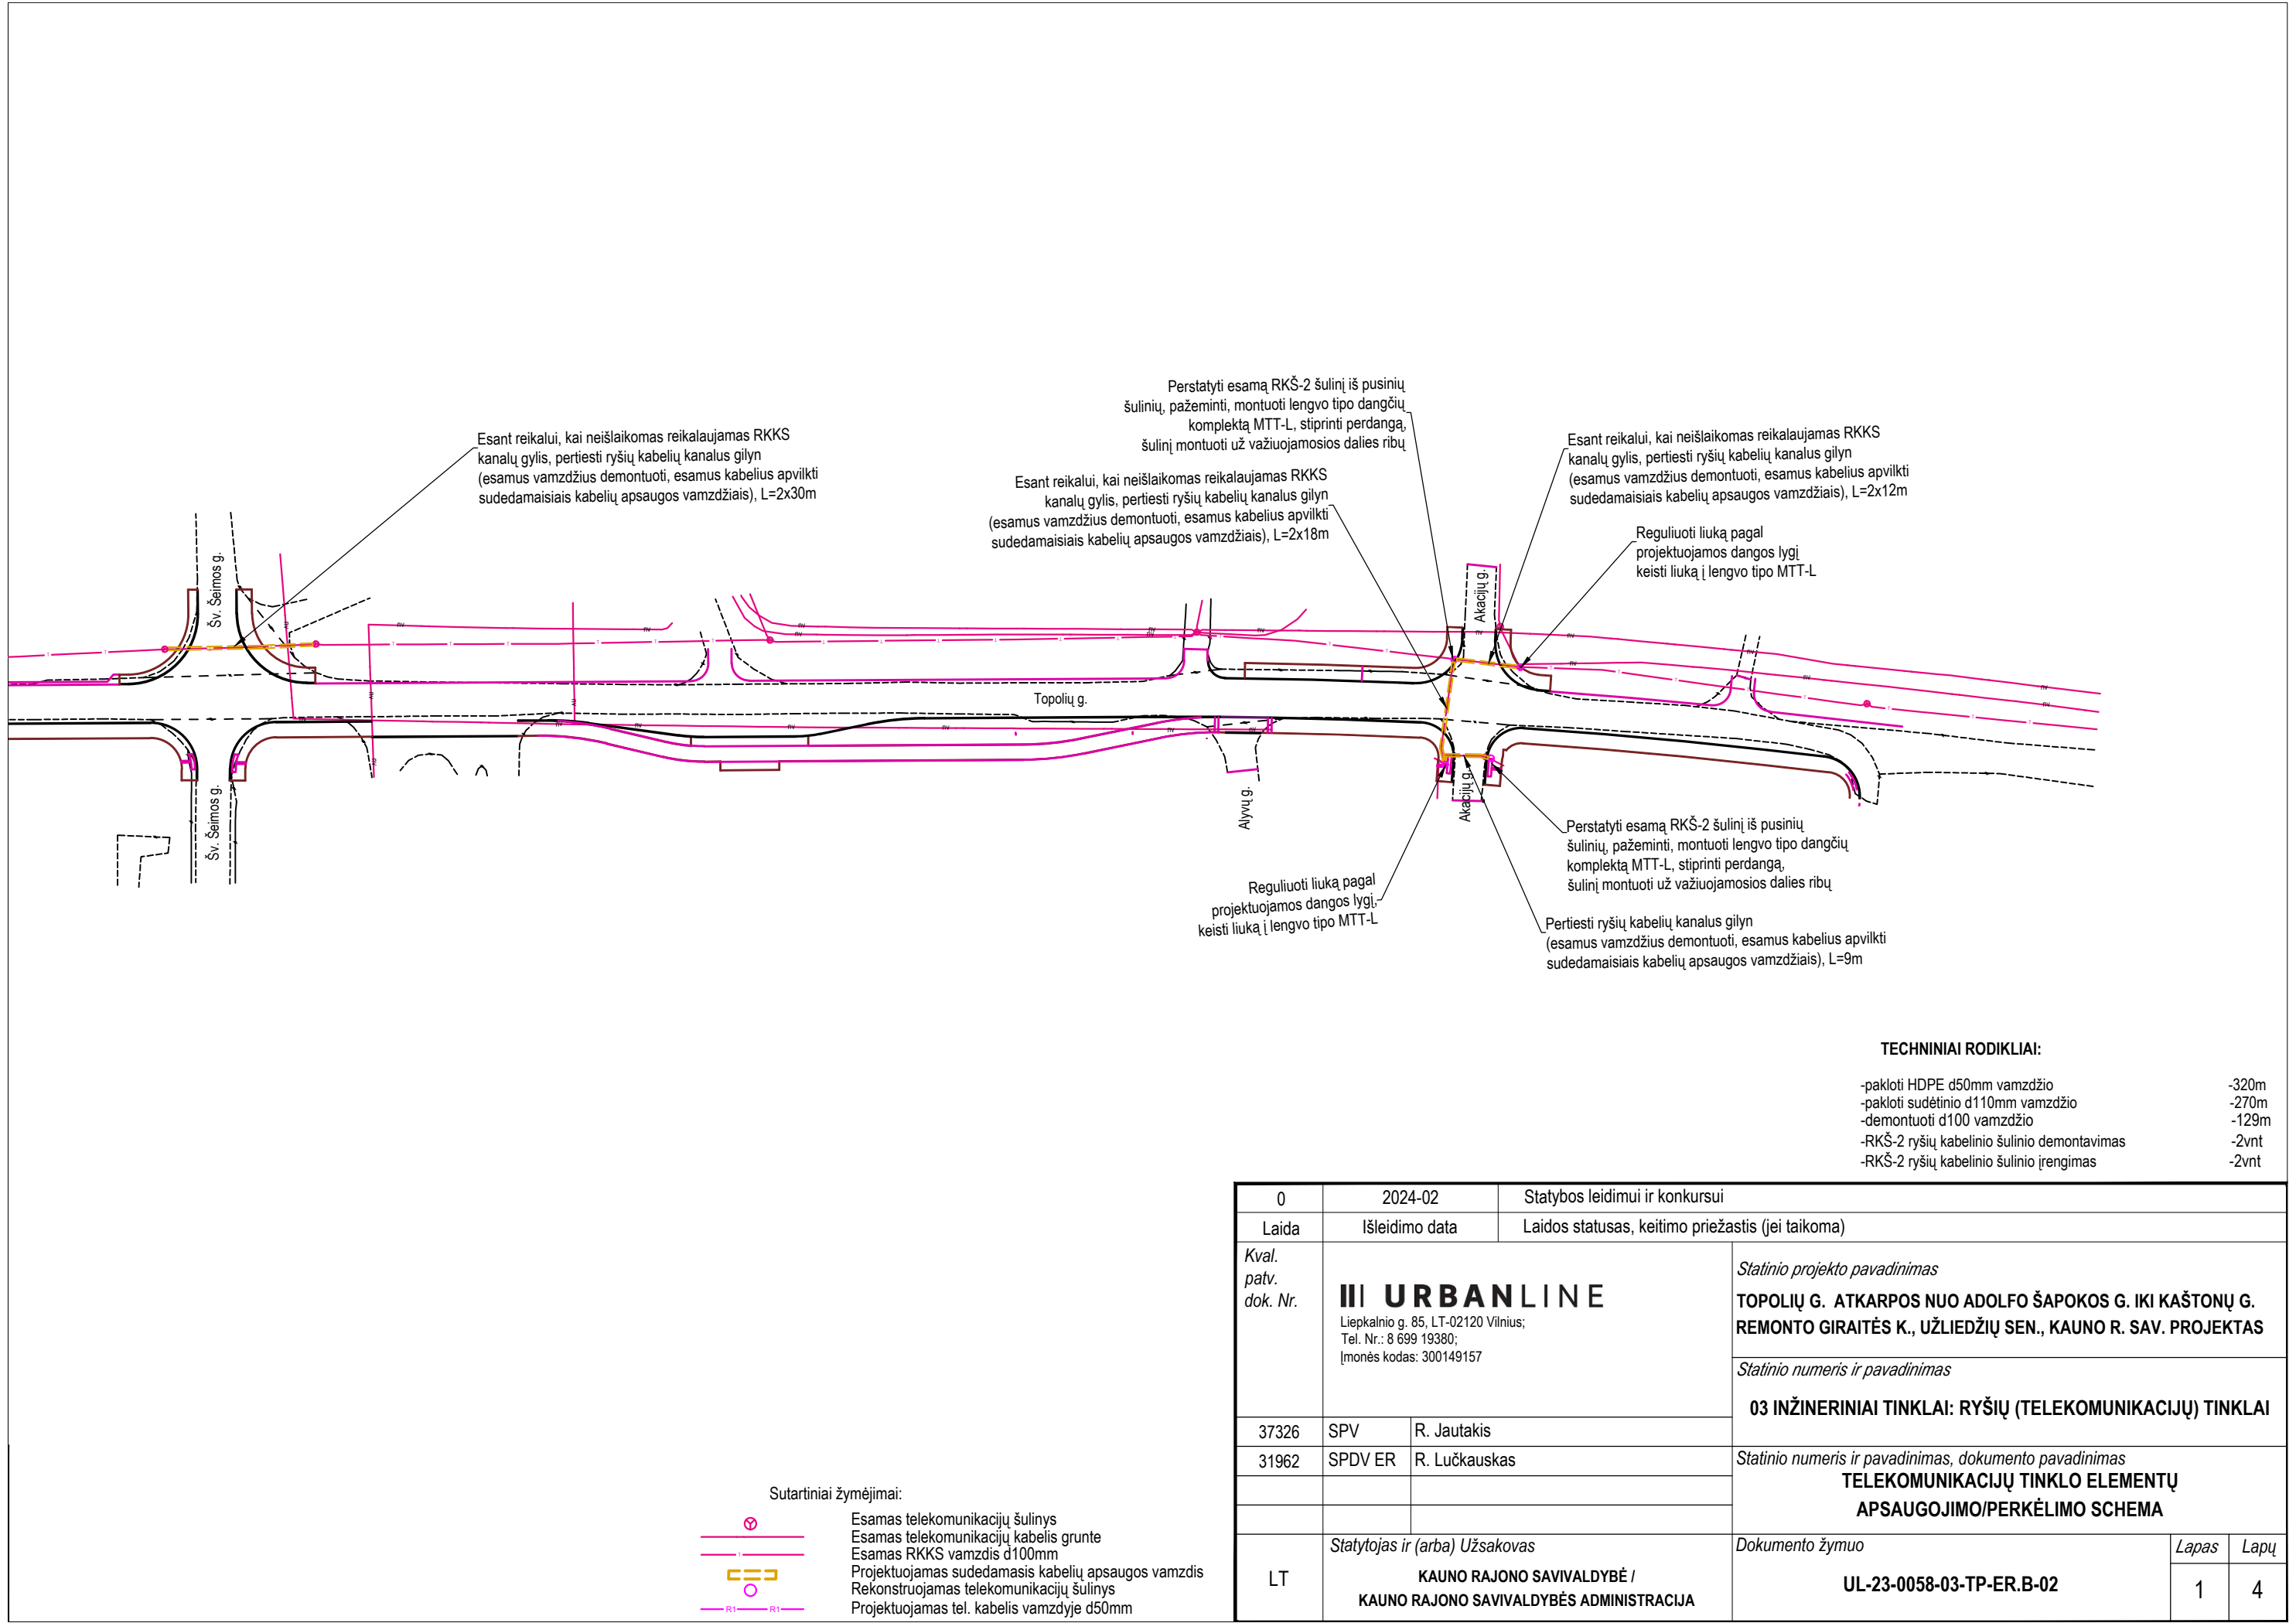 Perstatyti esamą RKŠ-2 šulinį iš pusinių
šulinių, pažeminti, montuoti lengvo tipo dangčių
komplektą MTT-L, stiprinti perdangą,
šulinį montuoti už važiuojamosios dalies ribų
Esant reikalui, kai neišlaikomas reikalaujamas RKKS
kanalų gylis, pertiesti ryšių kabelių kanalus gilyn
(esamus vamzdžius demontuoti, esamus kabelius apvilkti
sudedamaisiais kabelių apsaugos vamzdžiais), L=2x30m
Esant reikalui, kai neišlaikomas reikalaujamas RKKS
kanalų gylis, pertiesti ryšių kabelių kanalus gilyn
(esamus vamzdžius demontuoti, esamus kabelius apvilkti
sudedamaisiais kabelių apsaugos vamzdžiais), L=2x18m
Esant reikalui, kai neišlaikomas reikalaujamas RKKS
kanalų gylis, pertiesti ryšių kabelių kanalus gilyn
(esamus vamzdžius demontuoti, esamus kabelius apvilkti
sudedamaisiais kabelių apsaugos vamzdžiais), L=2x12m
Reguliuoti liuką pagal
projektuojamos dangos lygį
keisti liuką į lengvo tipo MTT-L
Šv. Šeimos g.
Akacijų g.
Topolių g.
Šv. Šeimos g.
Alyvų g.
Akacijų g.
Perstatyti esamą RKŠ-2 šulinį iš pusinių
šulinių, pažeminti, montuoti lengvo tipo dangčių
komplektą MTT-L, stiprinti perdangą,
šulinį montuoti už važiuojamosios dalies ribų
Reguliuoti liuką pagal
projektuojamos dangos lygį,
keisti liuką į lengvo tipo MTT-L
Pertiesti ryšių kabelių kanalus gilyn
(esamus vamzdžius demontuoti, esamus kabelius apvilkti
sudedamaisiais kabelių apsaugos vamzdžiais), L=9m
TECHNINIAI RODIKLIAI:
-pakloti HDPE d50mm vamzdžio -320m
-pakloti sudėtinio d110mm vamzdžio -270m
-demontuoti d100 vamzdžio -129m
-RKŠ-2 ryšių kabelinio šulinio demontavimas -2vnt
-RKŠ-2 ryšių kabelinio šulinio įrengimas -2vnt
0 2024-02 Statybos leidimui ir konkursui
Laida Išleidimo data Laidos statusas, keitimo priežastis (jei taikoma)
Kval.
patv.
dok. Nr.
URBANLINE
Liepkalnio g. 85, LT-02120 Vilnius;
Tel. Nr.: 8 699 19380;
Įmonės kodas: 300149157
Statinio projekto pavadinimas
TOPOLIŲ G. ATKARPOS NUO ADOLFO ŠAPOKOS G. IKI KAŠTONŲ G.
REMONTO GIRAITĖS K., UŽLIEDŽIŲ SEN., KAUNO R. SAV. PROJEKTAS
Statinio numeris ir pavadinimas
03 INŽINERINIAI TINKLAI: RYŠIŲ (TELEKOMUNIKACIJŲ) TINKLAI
37326 SPV R. Jautakis
31962 SPDV ER R. Lučkauskas
Statinio numeris ir pavadinimas, dokumento pavadinimas
TELEKOMUNIKACIJŲ TINKLO ELEMENTŲ
APSAUGOJIMO/PERKĖLIMO SCHEMA
LT
Statytojas ir (arba) Užsakovas
KAUNO RAJONO SAVIVALDYBĖ /
KAUNO RAJONO SAVIVALDYBĖS ADMINISTRACIJA
Dokumento žymuo
UL-23-0058-03-TP-ER.B-02
Lapas Lapų
1 4
Sutartiniai žymėjimai:
Esamas telekomunikacijų šulinys
Esamas telekomunikacijų kabelis grunte
Esamas RKKS vamzdis d100mm
Projektuojamas sudedamasis kabelių apsaugos vamzdis
Rekonstruojamas telekomunikacijų šulinys
R1 R1 Projektuojamas tel. kabelis vamzdyje d50mm